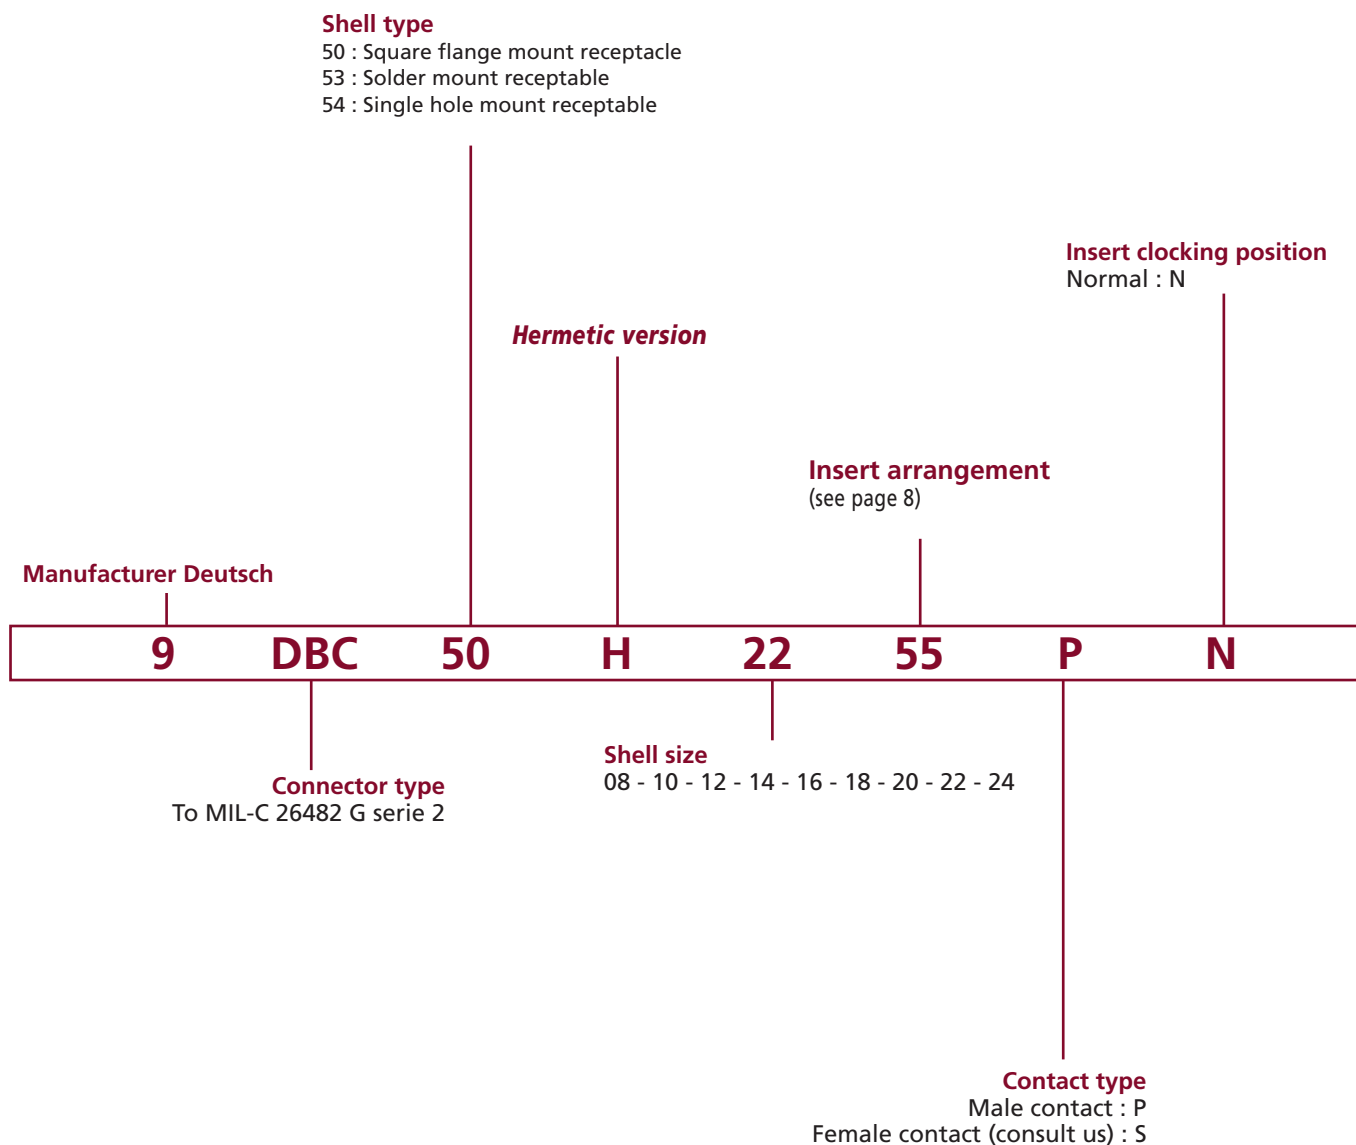 Shell type
50 : Square flange mount receptacle
53 : Solder mount receptable
54 : Single hole mount receptable
Insert clocking position
Normal : N
Hermetic version
Insert arrangement
(see page 8)
Manufacturer Deutsch
9 DBC 50 H 22 55 P N
Shell size
08 - 10 - 12 - 14 - 16 - 18 - 20 - 22 - 24
Connector type
To MIL-C 26482 G serie 2
Contact type
Male contact : P
Female contact (consult us) : S